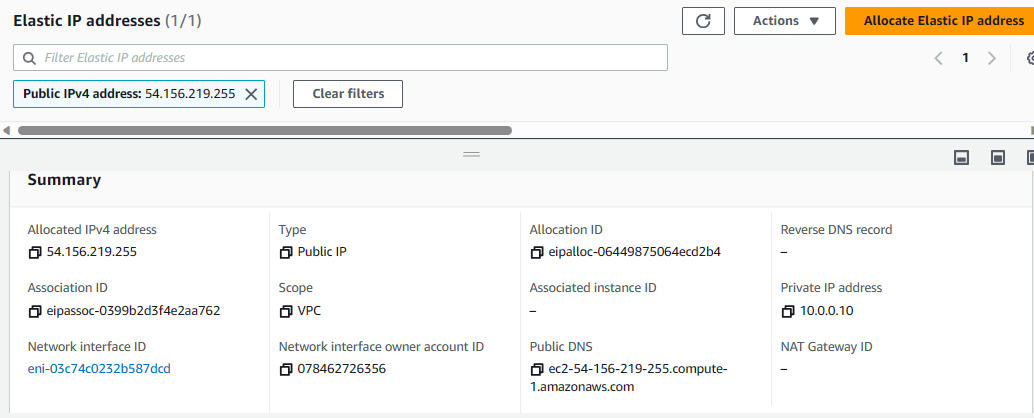 Elastic IP addresses (1/1)
Actions
Allocate Elastic IP address
Filter Elastic IP addresses
1
Public IPv4 address: 54.156.219.255
Clear filters
Summary
Allocated IPv4 address
54.156.219.255
Type
Public IP
Allocation ID
eipalloc-06449875064ecd2b4
Reverse DNS record
–
Association ID
eipassoc-0399b2d3f4e2aa762
Scope
VPC
Associated instance ID
–
Private IP address
10.0.0.10
Network interface ID
eni-03c74c0232b587dcd
Network interface owner account ID
078462726356
Public DNS
ec2-54-156-219-255.compute-
1.amazonaws.com
NAT Gateway ID
–